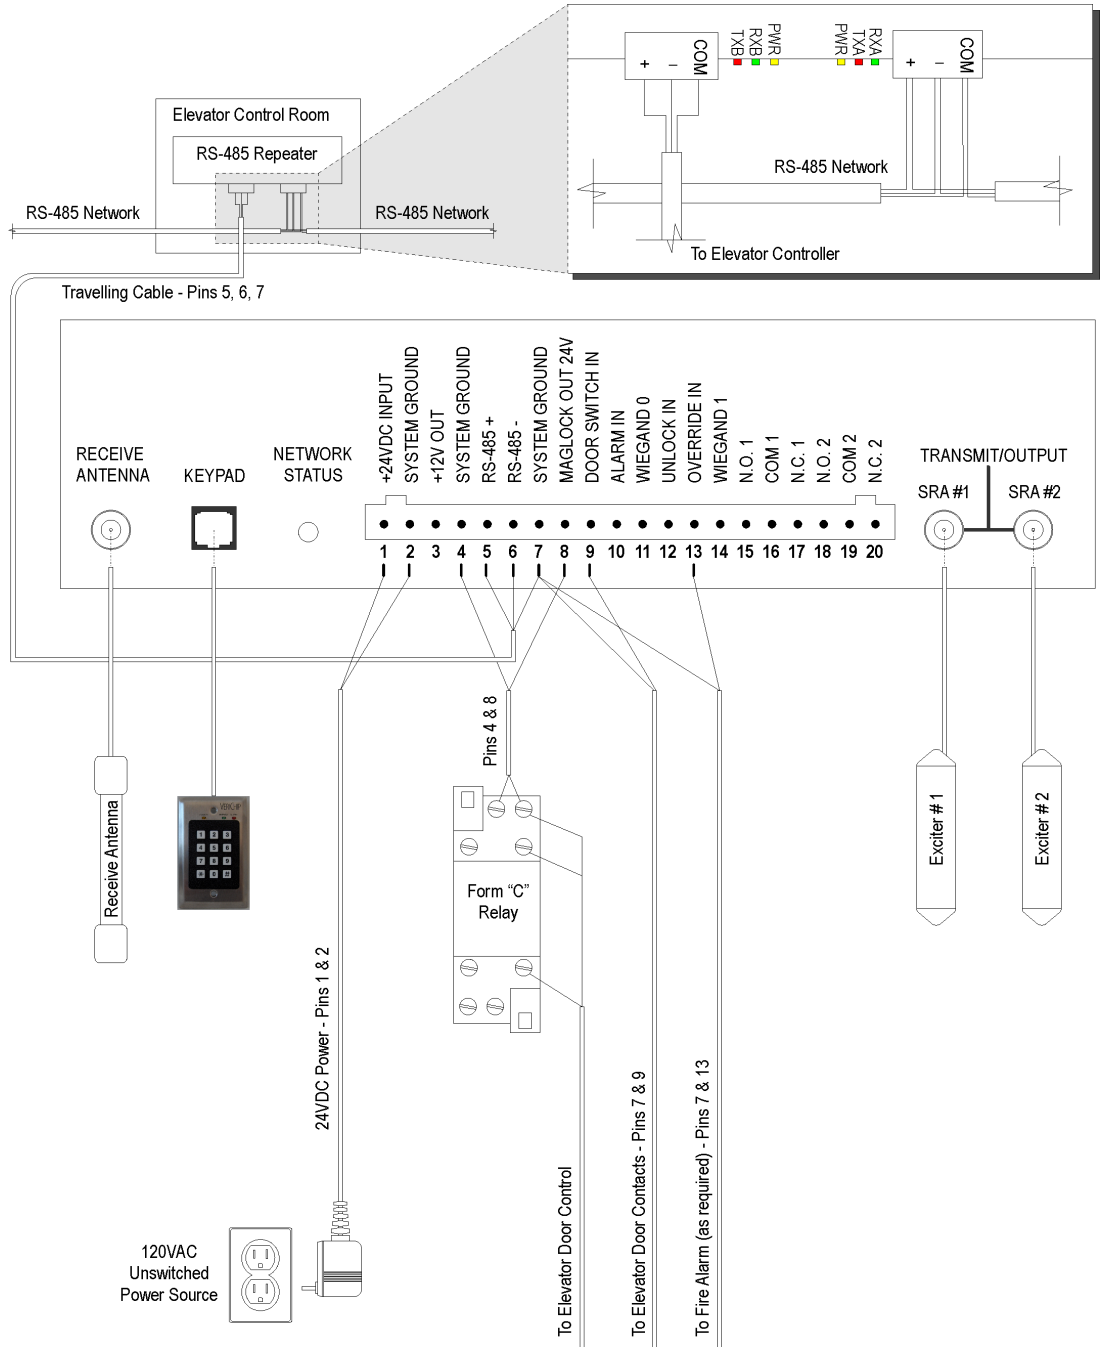 +
–
COM
TXB
RXB
PWR
PWR
TXA
RXA
+
–
COM
RS-485 Network
To Elevator Controller
Elevator Control Room
RS-485 Repeater
RS-485 Network
RS-485 Network
Travelling Cable - Pins 5, 6, 7
RECEIVE
ANTENNA
KEYPAD
NETWORK
STATUS
+24VDC INPUT
SYSTEM GROUND
+12V OUT
SYSTEM GROUND
RS-485 +
RS-485 -
SYSTEM GROUND
MAGLOCK OUT 24V
DOOR SWITCH IN
ALARM IN
WIEGAND 0
UNLOCK IN
OVERRIDE IN
WIEGAND 1
N.O. 1
COM 1
N.C. 1
N.O. 2
COM 2
N.C. 2
TRANSMIT/OUTPUT
SRA #1
SRA #2
1 2 3 4 5 6 7 8 9 10 11 12 13 14 15 16 17 18 19 20
Pins 4 & 8
Receive Antenna
1 2 3
4 5 6
7 8 9
Form “C”
Relay
Exciter # 1
Exciter # 2
24VDC Power - Pins 1 & 2
To Elevator Door Control
To Elevator Door Contacts - Pins 7 & 9
To Fire Alarm (as required) - Pins 7 & 13
120VAC
Unswitched
Power Source